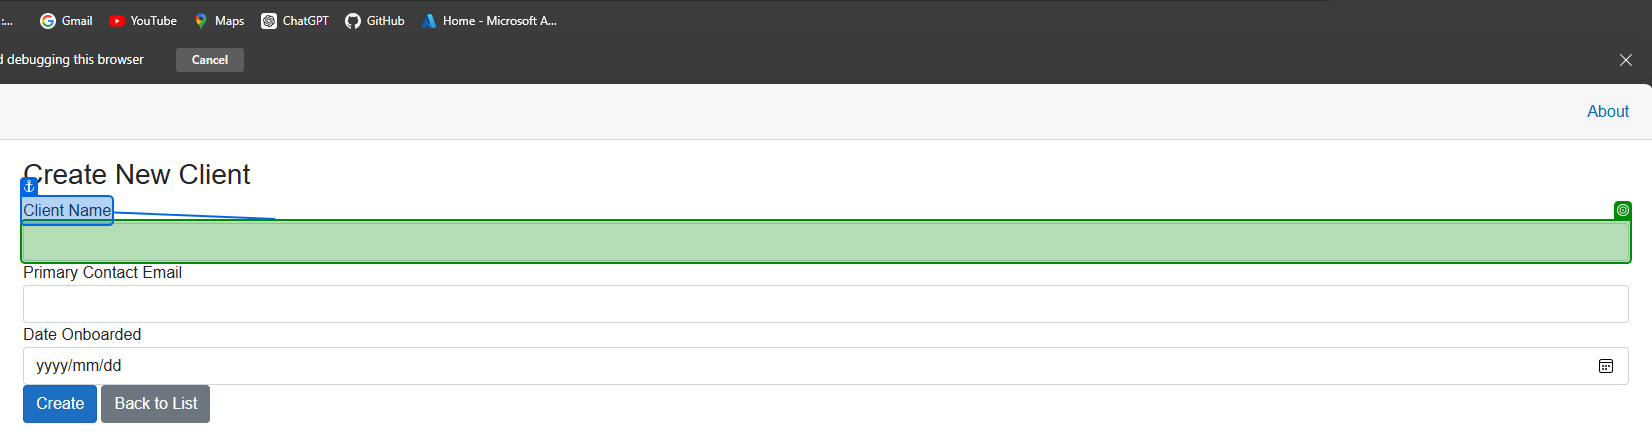 :... Gmail YouTube Maps ChatGPT GitHub Home - Microsoft A...
debugging this browser Cancel
About
Create New Client
Client Name
Primary Contact Email
Date Onboarded
yyyy/mm/dd
Create Back to List